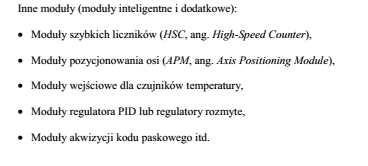 Inne moduły (moduły inteligentne i dodatkowe):
• Moduły szybkich liczników (HSC, ang. High-Speed Counter),
• Moduły pozycjonowania osi (APM, ang. Axis Positioning Module),
• Moduły wejściowe dla czujników temperatury,
• Moduły regulatora PID lub regulatory rozmyte,
• Moduły akwizycji kodu paskowego itd.